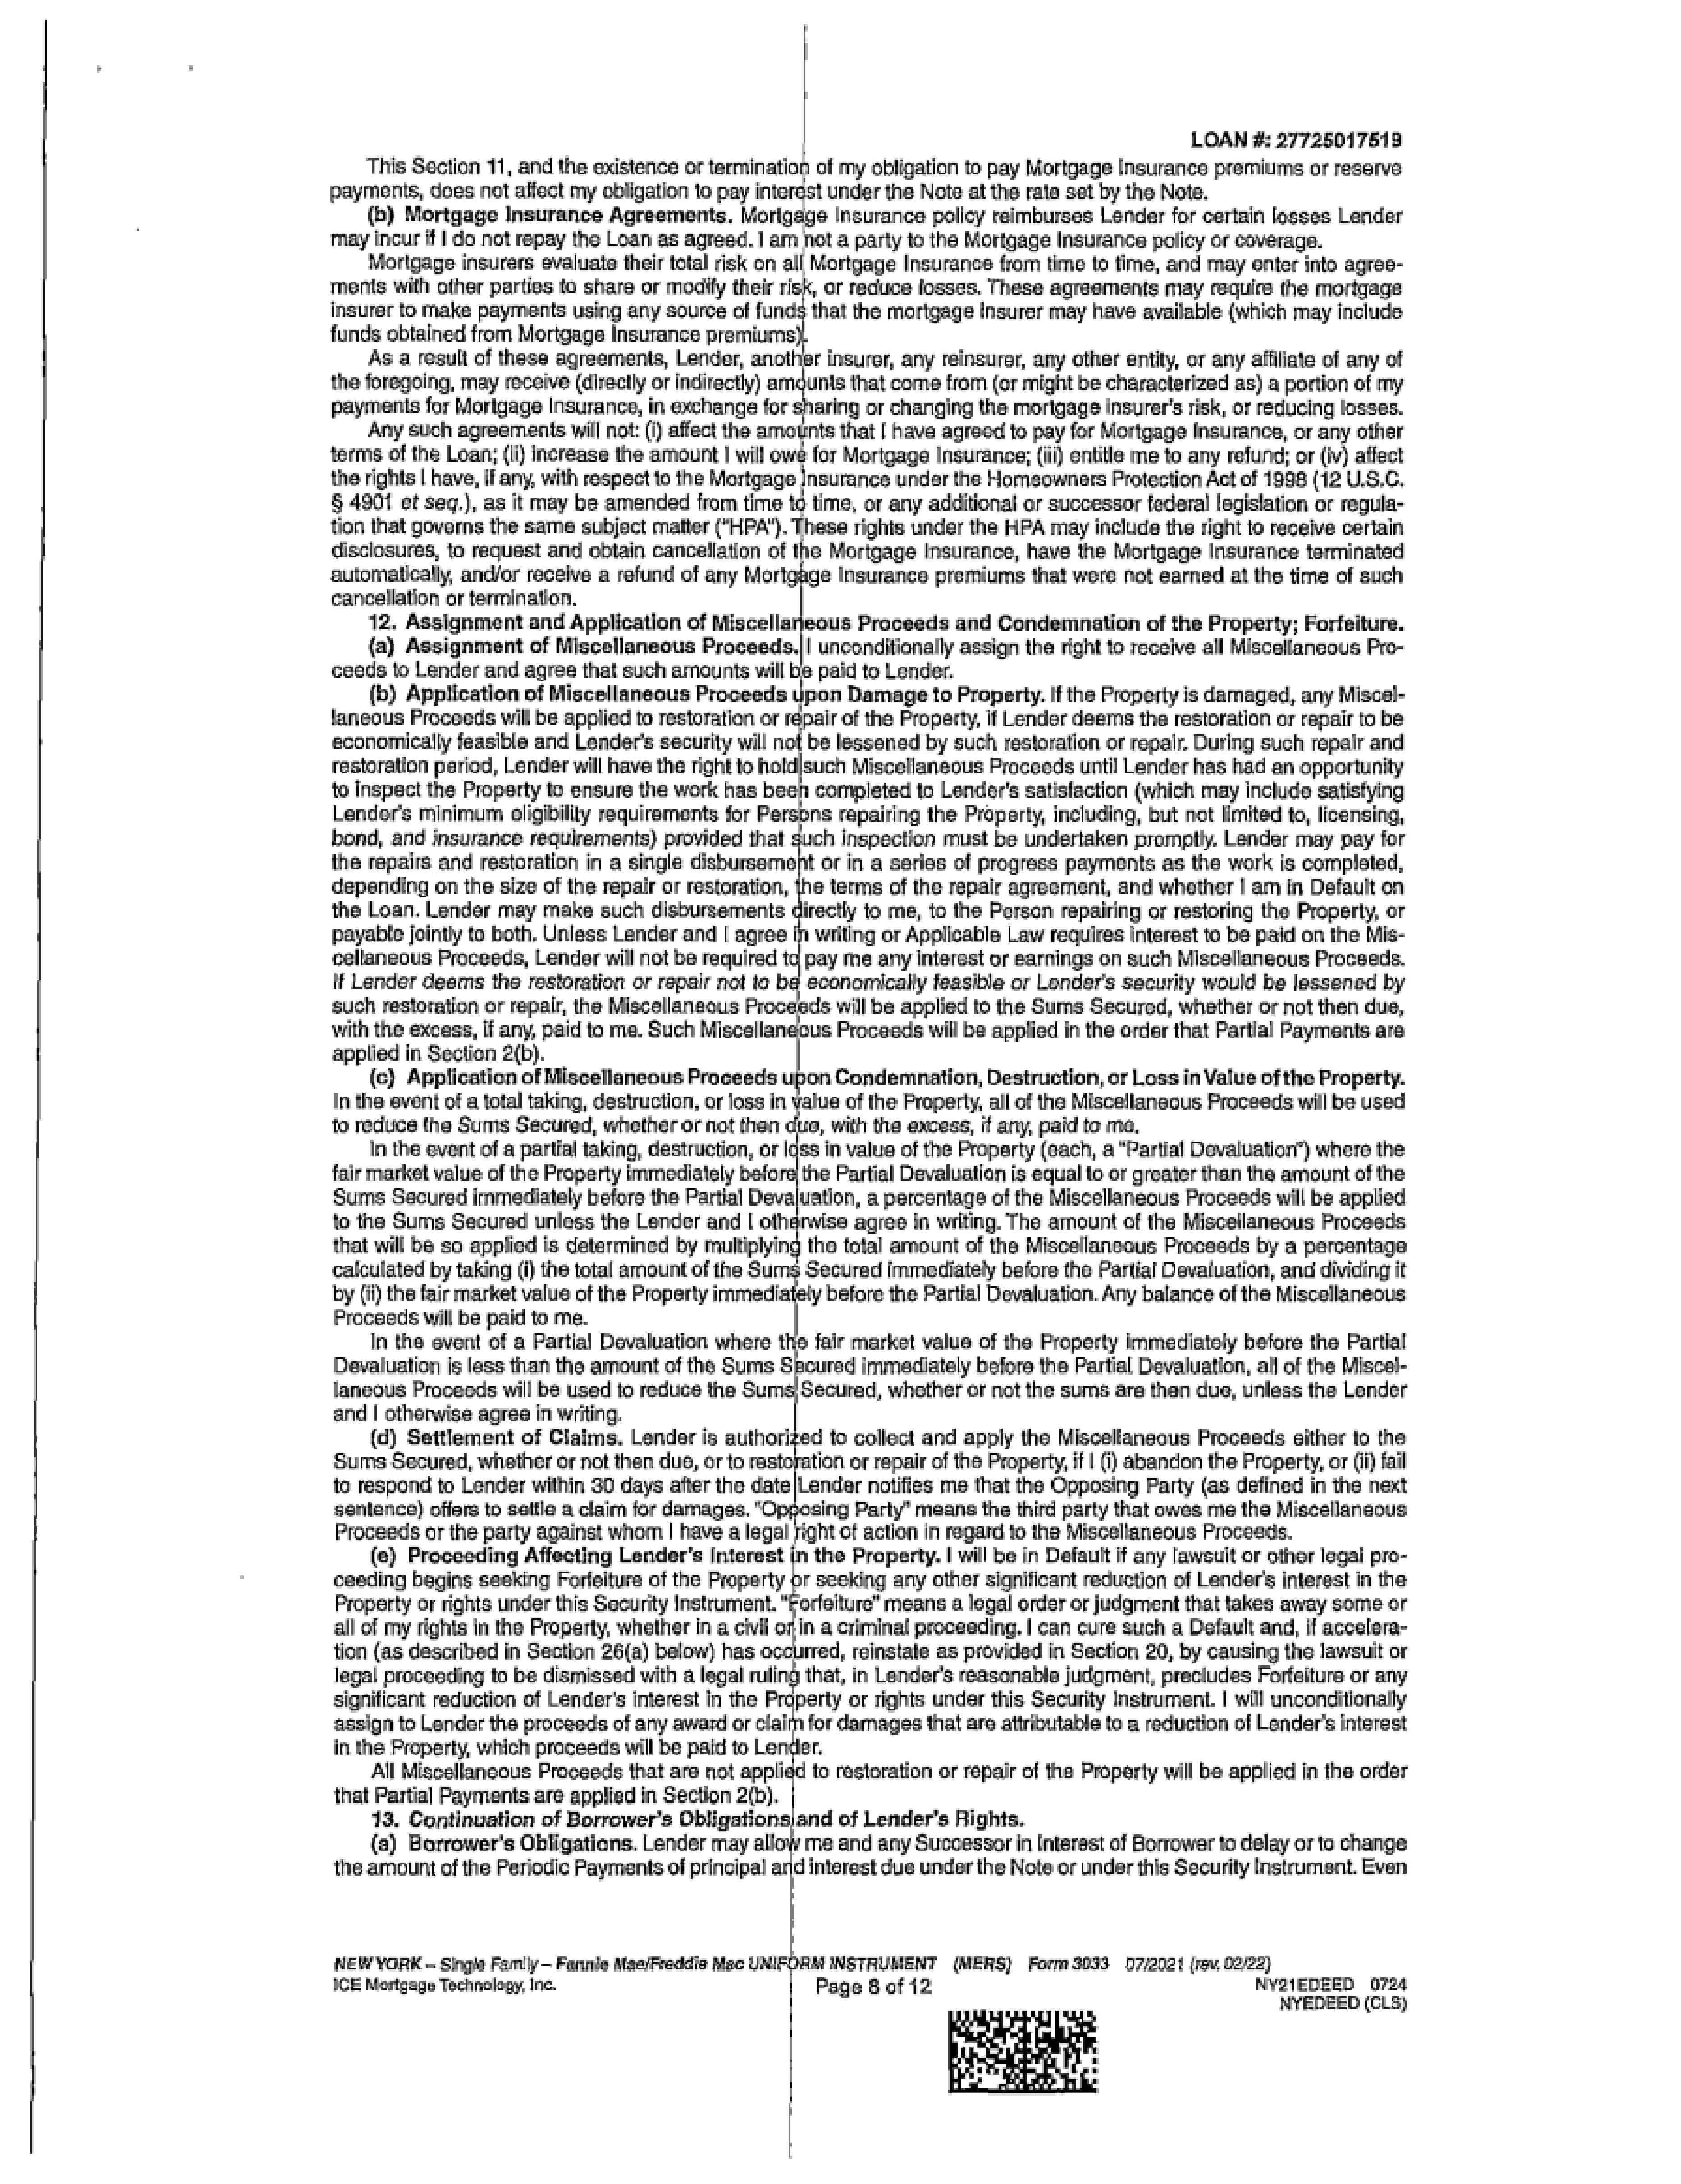 LOAN #: 27725017519
This Section 11, and the existence or termination of my obligation to pay Mortgage Insurance premiums or reserve
payments, does not affect my obligation to pay interest under the Note at the rate set by the Note.
(b) Mortgage Insurance Agreements. Mortgage Insurance policy reimburses Lender for certain losses Lender
may incur if I do not repay the Loan as agreed. I am not a party to the Mortgage Insurance policy or coverage.
Mortgage insurers evaluate their total risk on all Mortgage Insurance from time to time, and may enter into agree-
ments with other parties to share or modify their risk, or reduce losses. These agreements may require the mortgage
insurer to make payments using any source of funds that the mortgage insurer may have available (which may include
funds obtained from Mortgage Insurance premiums).
As a result of these agreements, Lender, another insurer, any reinsurer, any other entity, or any affiliate of any of
the foregoing, may receive (directly or indirectly) amounts that come from (or might be characterized as) a portion of my
payments for Mortgage Insurance, in exchange for sharing or changing the mortgage insurer's risk, or reducing losses.
Any such agreements will not: (i) affect the amounts that I have agreed to pay for Mortgage Insurance, or any other
terms of the Loan; (ii) increase the amount I will owe for Mortgage Insurance; (iii) entitle me to any refund; or (iv) affect
the rights I have, if any, with respect to the Mortgage Insurance under the Homeowners Protection Act of 1998 (12 U.S.C.
§ 4901 et seq.), as it may be amended from time to time, or any additional or successor federal legislation or regula-
tion that governs the same subject matter ("HPA"). These rights under the HPA may include the right to receive certain
disclosures, to request and obtain cancellation of the Mortgage Insurance, have the Mortgage Insurance terminated
automatically, and/or receive a refund of any Mortgage Insurance premiums that were not earned at the time of such
cancellation or termination.
12. Assignment and Application of Miscellaneous Proceeds and Condemnation of the Property; Forfeiture.
(a) Assignment of Miscellaneous Proceeds. I unconditionally assign the right to receive all Miscellaneous Pro-
ceeds to Lender and agree that such amounts will be paid to Lender.
(b) Application of Miscellaneous Proceeds upon Damage to Property. If the Property is damaged, any Miscel-
laneous Proceeds will be applied to restoration or repair of the Property, if Lender deems the restoration or repair to be
economically feasible and Lender's security will not be lessened by such restoration or repair. During such repair and
restoration period, Lender will have the right to hold such Miscellaneous Proceeds until Lender has had an opportunity
to inspect the Property to ensure the work has been completed to Lender's satisfaction (which may include satisfying
Lender's minimum eligibility requirements for Persons repairing the Property, including, but not limited to, licensing,
bond, and insurance requirements) provided that such inspection must be undertaken promptly. Lender may pay for
the repairs and restoration in a single disbursement or in a series of progress payments as the work is completed,
depending on the size of the repair or restoration, the terms of the repair agreement, and whether I am in Default on
the Loan. Lender may make such disbursements directly to me, to the Person repairing or restoring the Property, or
payable jointly to both. Unless Lender and I agree in writing or Applicable Law requires interest to be paid on the Mis-
cellaneous Proceeds, Lender will not be required to pay me any interest or earnings on such Miscellaneous Proceeds.
If Lender deems the restoration or repair not to be economically feasible or Lender's security would be lessened by
such restoration or repair, the Miscellaneous Proceeds will be applied to the Sums Secured, whether or not then due,
with the excess, if any, paid to me. Such Miscellaneous Proceeds will be applied in the order that Partial Payments are
applied in Section 2(b).
(c) Application of Miscellaneous Proceeds upon Condemnation, Destruction, or Loss in Value of the Property.
In the event of a total taking, destruction, or loss in value of the Property, all of the Miscellaneous Proceeds will be used
to reduce the Sums Secured, whether or not then due, with the excess, if any, paid to me.
In the event of a partial taking, destruction, or loss in value of the Property (each, a "Partial Devaluation") where the
fair market value of the Property immediately before the Partial Devaluation is equal to or greater than the amount of the
Sums Secured immediately before the Partial Devaluation, a percentage of the Miscellaneous Proceeds will be applied
to the Sums Secured unless the Lender and I otherwise agree in writing. The amount of the Miscellaneous Proceeds
that will be so applied is determined by multiplying the total amount of the Miscellaneous Proceeds by a percentage
calculated by taking (i) the total amount of the Sums Secured immediately before the Partial Devaluation, and dividing it
by (ii) the fair market value of the Property immediately before the Partial Devaluation. Any balance of the Miscellaneous
Proceeds will be paid to me.
In the event of a Partial Devaluation where the fair market value of the Property immediately before the Partial
Devaluation is less than the amount of the Sums Secured immediately before the Partial Devaluation, all of the Miscel-
laneous Proceeds will be used to reduce the Sums Secured, whether or not the sums are then due, unless the Lender
and I otherwise agree in writing.
(d) Settlement of Claims. Lender is authorized to collect and apply the Miscellaneous Proceeds either to the
Sums Secured, whether or not then due, or to restoration or repair of the Property, if I (i) abandon the Property, or (ii) fail
to respond to Lender within 30 days after the date Lender notifies me that the Opposing Party (as defined in the next
sentence) offers to settle a claim for damages. "Opposing Party" means the third party that owes me the Miscellaneous
Proceeds or the party against whom I have a legal right of action in regard to the Miscellaneous Proceeds.
(e) Proceeding Affecting Lender's Interest in the Property. I will be in Default if any lawsuit or other legal pro-
ceeding begins seeking Forfeiture of the Property or seeking any other significant reduction of Lender's interest in the
Property or rights under this Security Instrument. "Forfeiture" means a legal order or judgment that takes away some or
all of my rights in the Property, whether in a civil or in a criminal proceeding. I can cure such a Default and, if accelera-
tion (as described in Section 26(a) below) has occurred, reinstate as provided in Section 20, by causing the lawsuit or
legal proceeding to be dismissed with a legal ruling that, in Lender's reasonable judgment, precludes Forfeiture or any
significant reduction of Lender's interest in the Property or rights under this Security Instrument. I will unconditionally
assign to Lender the proceeds of any award or claim for damages that are attributable to a reduction of Lender's interest
in the Property, which proceeds will be paid to Lender.
All Miscellaneous Proceeds that are not applied to restoration or repair of the Property will be applied in the order
that Partial Payments are applied in Section 2(b).
13. Continuation of Borrower's Obligations and of Lender's Rights.
(a) Borrower's Obligations. Lender may allow me and any Successor in Interest of Borrower to delay or to change
the amount of the Periodic Payments of principal and interest due under the Note or under this Security Instrument. Even
NEW YORK – Single Family – Fannie Mae/Freddie Mac UNIFORM INSTRUMENT (MERS) Form 3033 07/2021 (rev. 02/22)
ICE Mortgage Technology, Inc. Page 8 of 12 NY21EDEED 0724
NYEDEED (CLS)